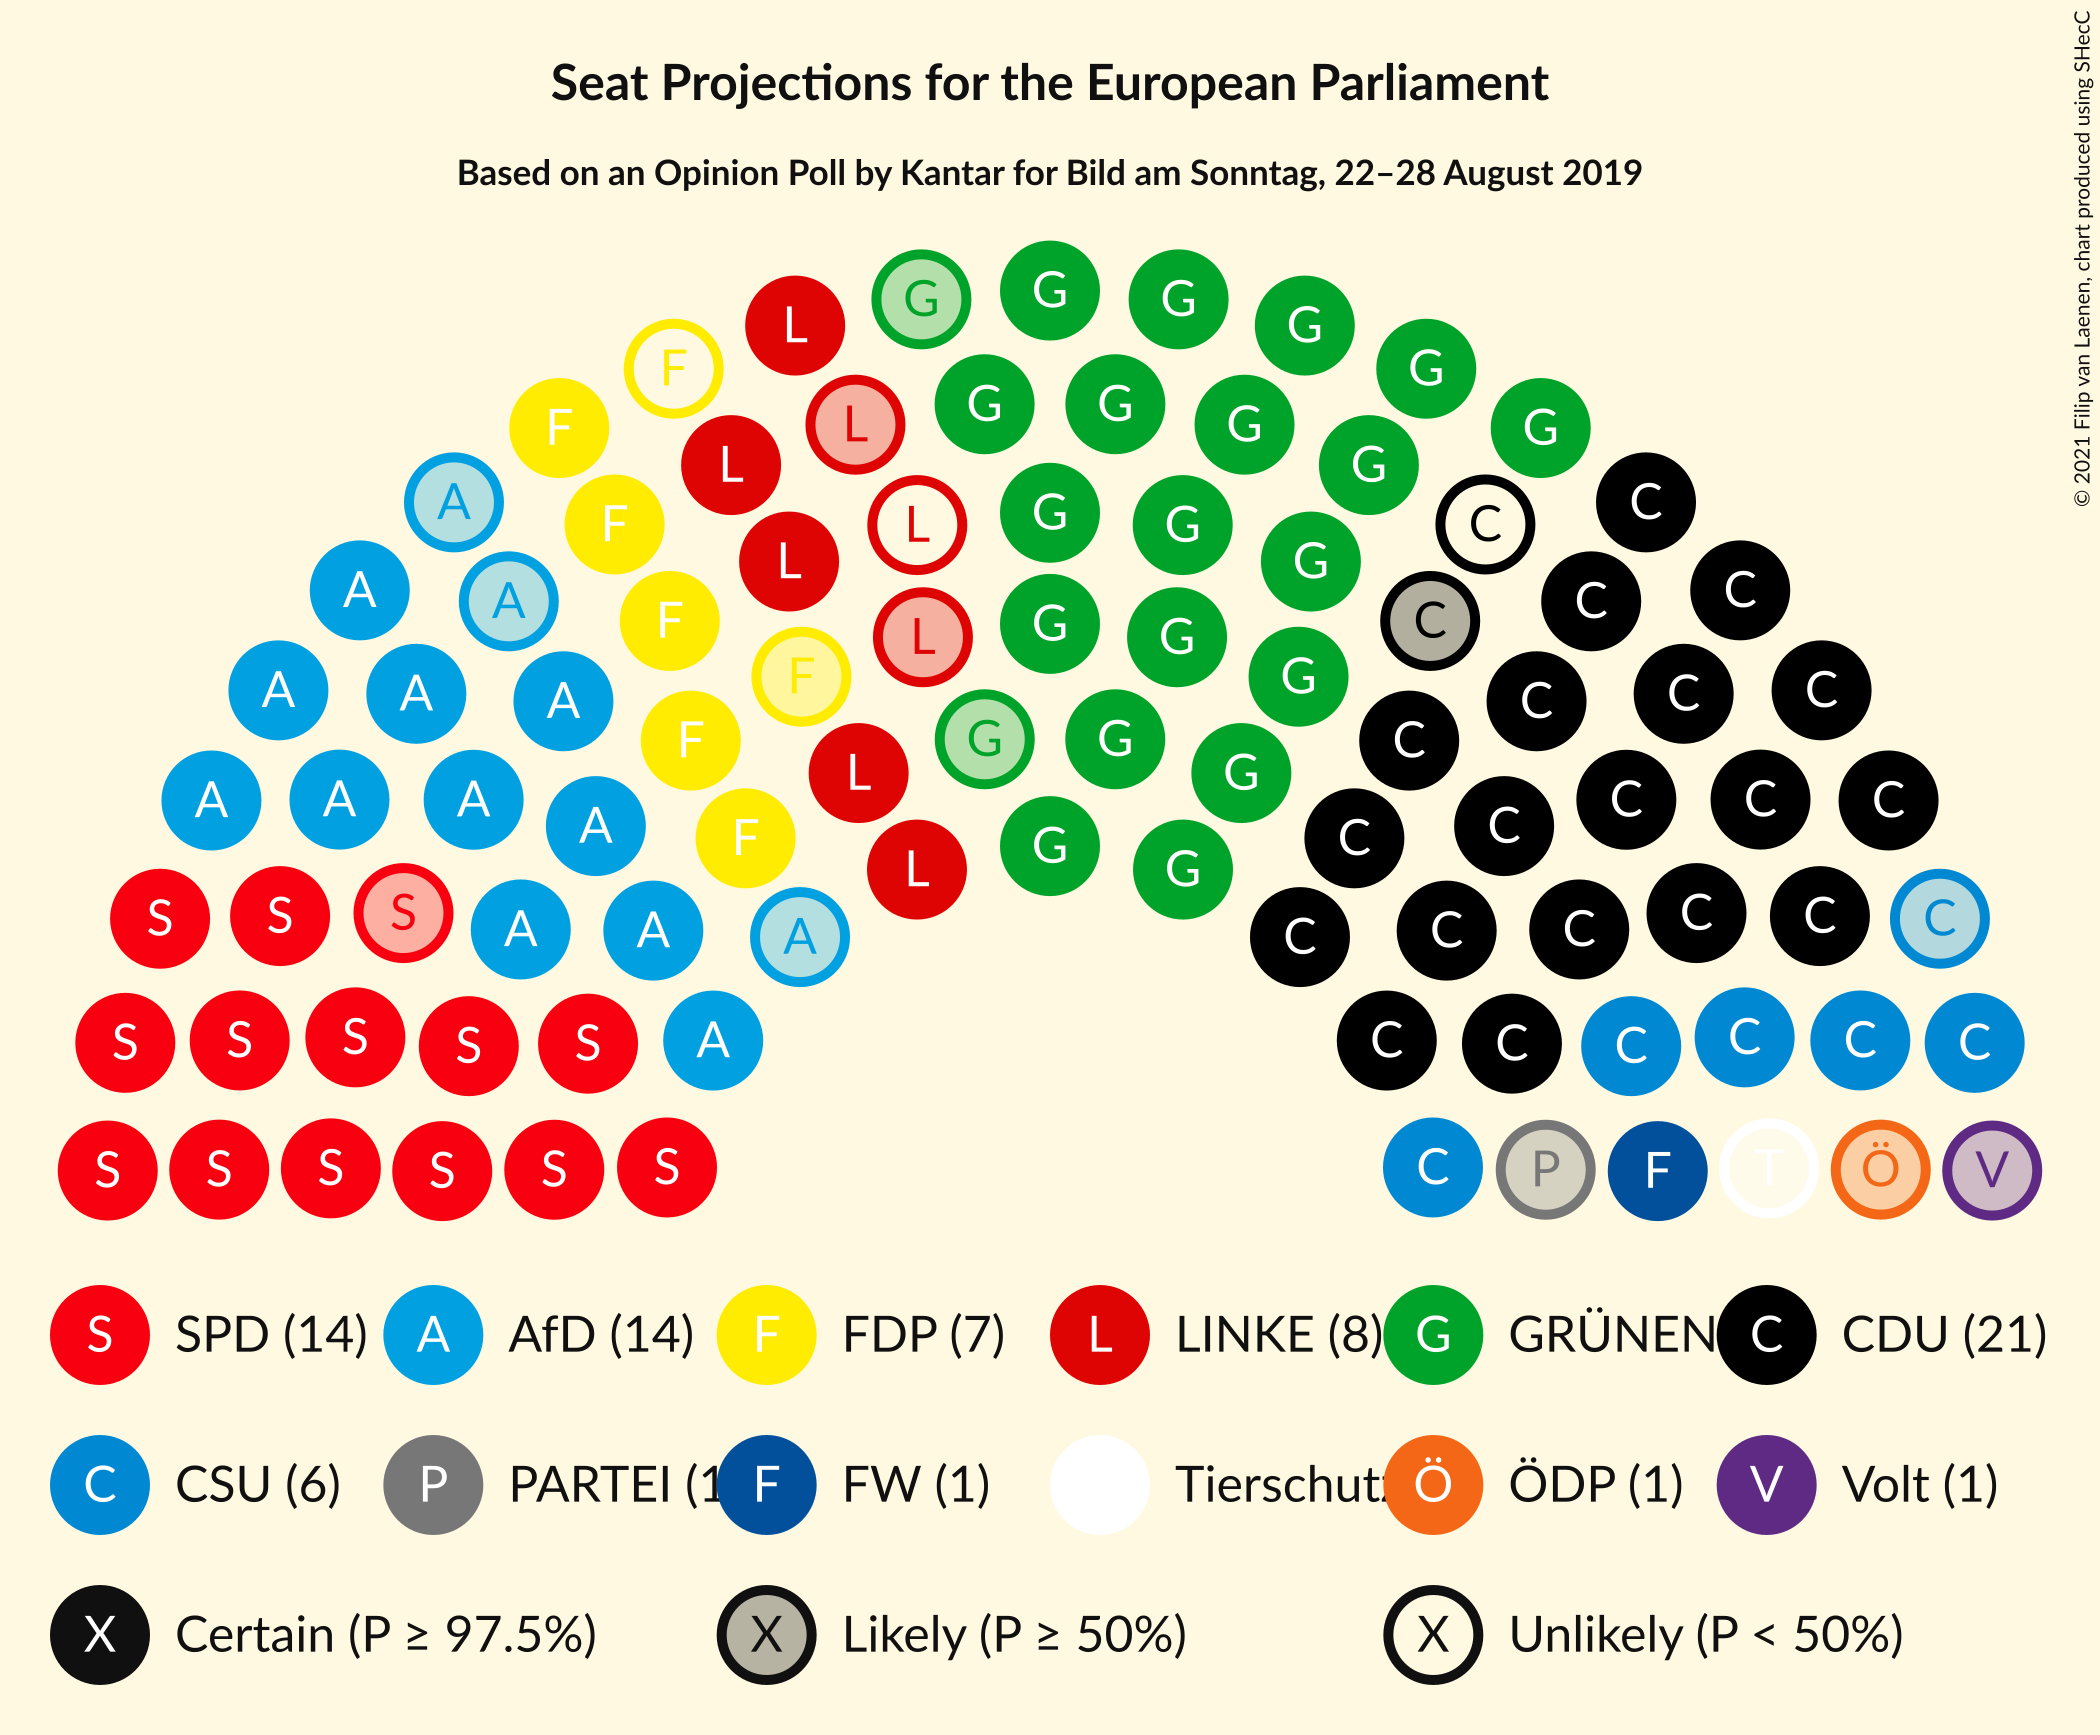 © 2021 Filip van Laenen, chart produced using SHecC
Seat Projections for the European Parliament
Based on an Opinion Poll by Kantar for Bild am Sonntag, 22–28 August 2019
G G G
L G
F G
F L G G G G
L G
A F L G G C C
L G
A A F L G G C C C
A A A F G C C C
F L G G G C
A A A A F L G G C C C C C
S S S A A A C C C C C C
S S S S S A C C C C C C
S S S S S S C P F T Ö V
S SPD (14) A AfD (14) F FDP (7) L LINKE (8) G GRÜNEN C CDU (21)
C CSU (6) P PARTEI (1 F FW (1) Tierschutz Ö ÖDP (1) V Volt (1)
X Certain (P ≥ 97.5%) X Likely (P ≥ 50%) X Unlikely (P < 50%)